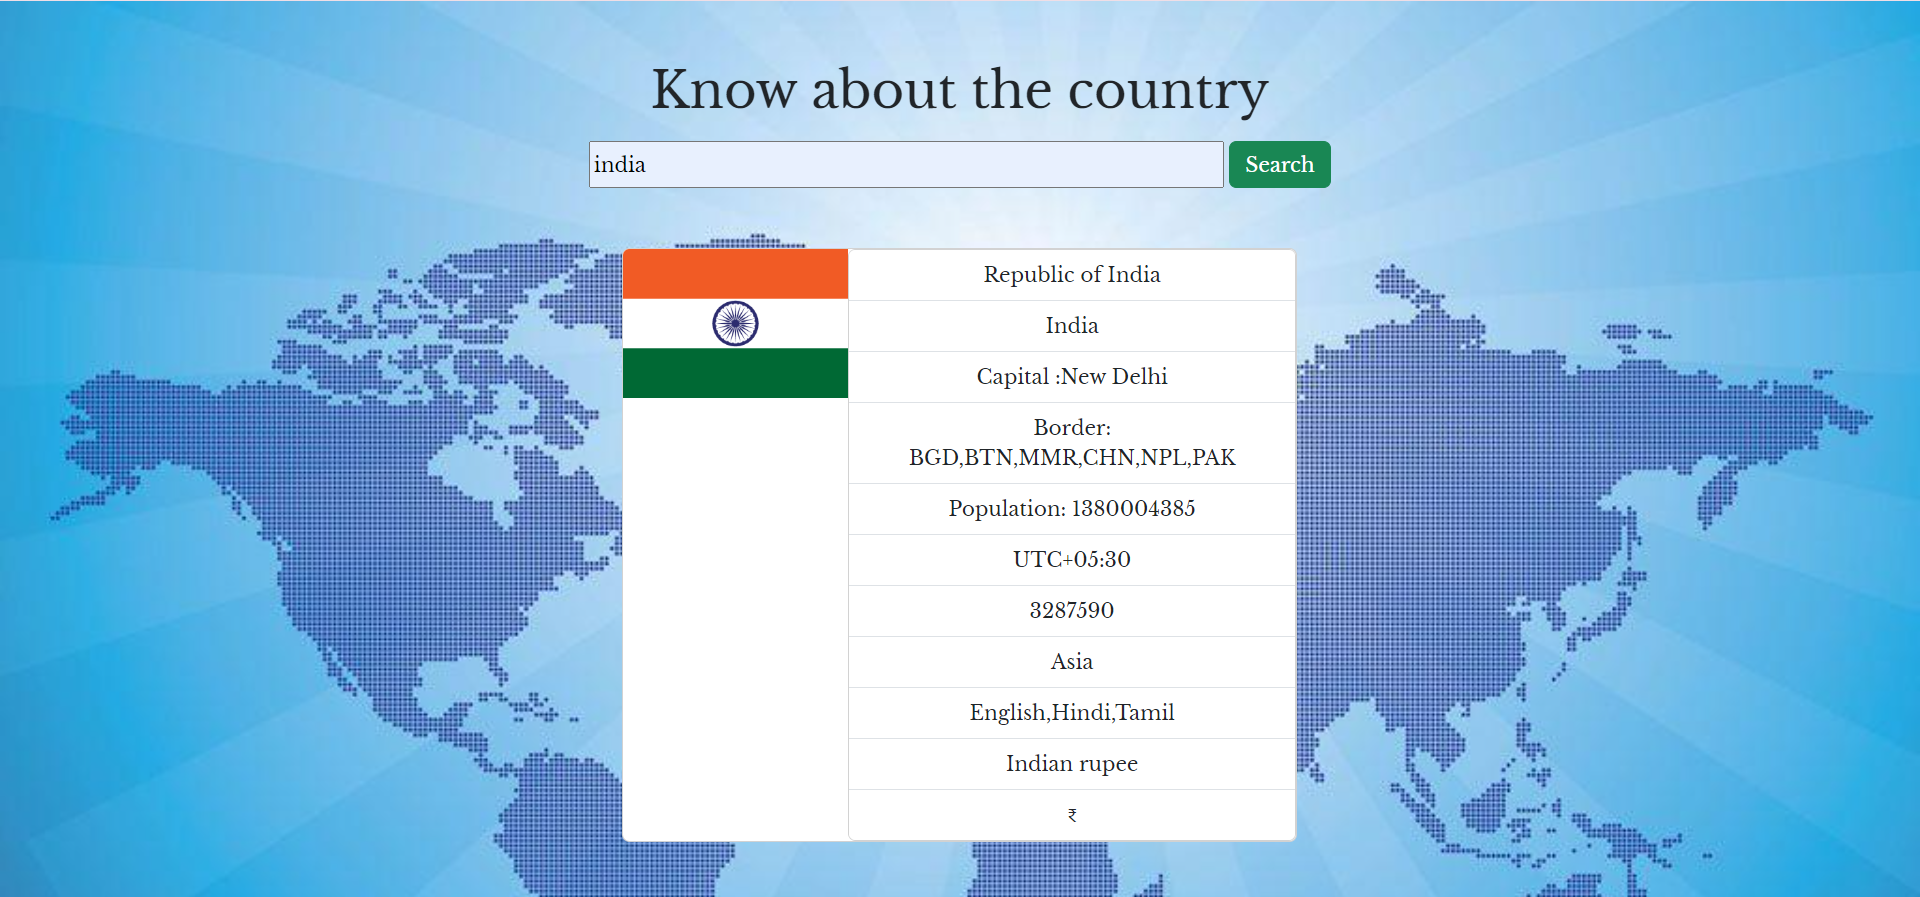 Know about the country
india
Search
Republic of India
India
Capital :New Delhi
Border:
BGD,BTN,MMR,CHN,NPL,PAK
Population: 1380004385
UTC+05:30
3287590
Asia
English,Hindi,Tamil
Indian rupee
₹